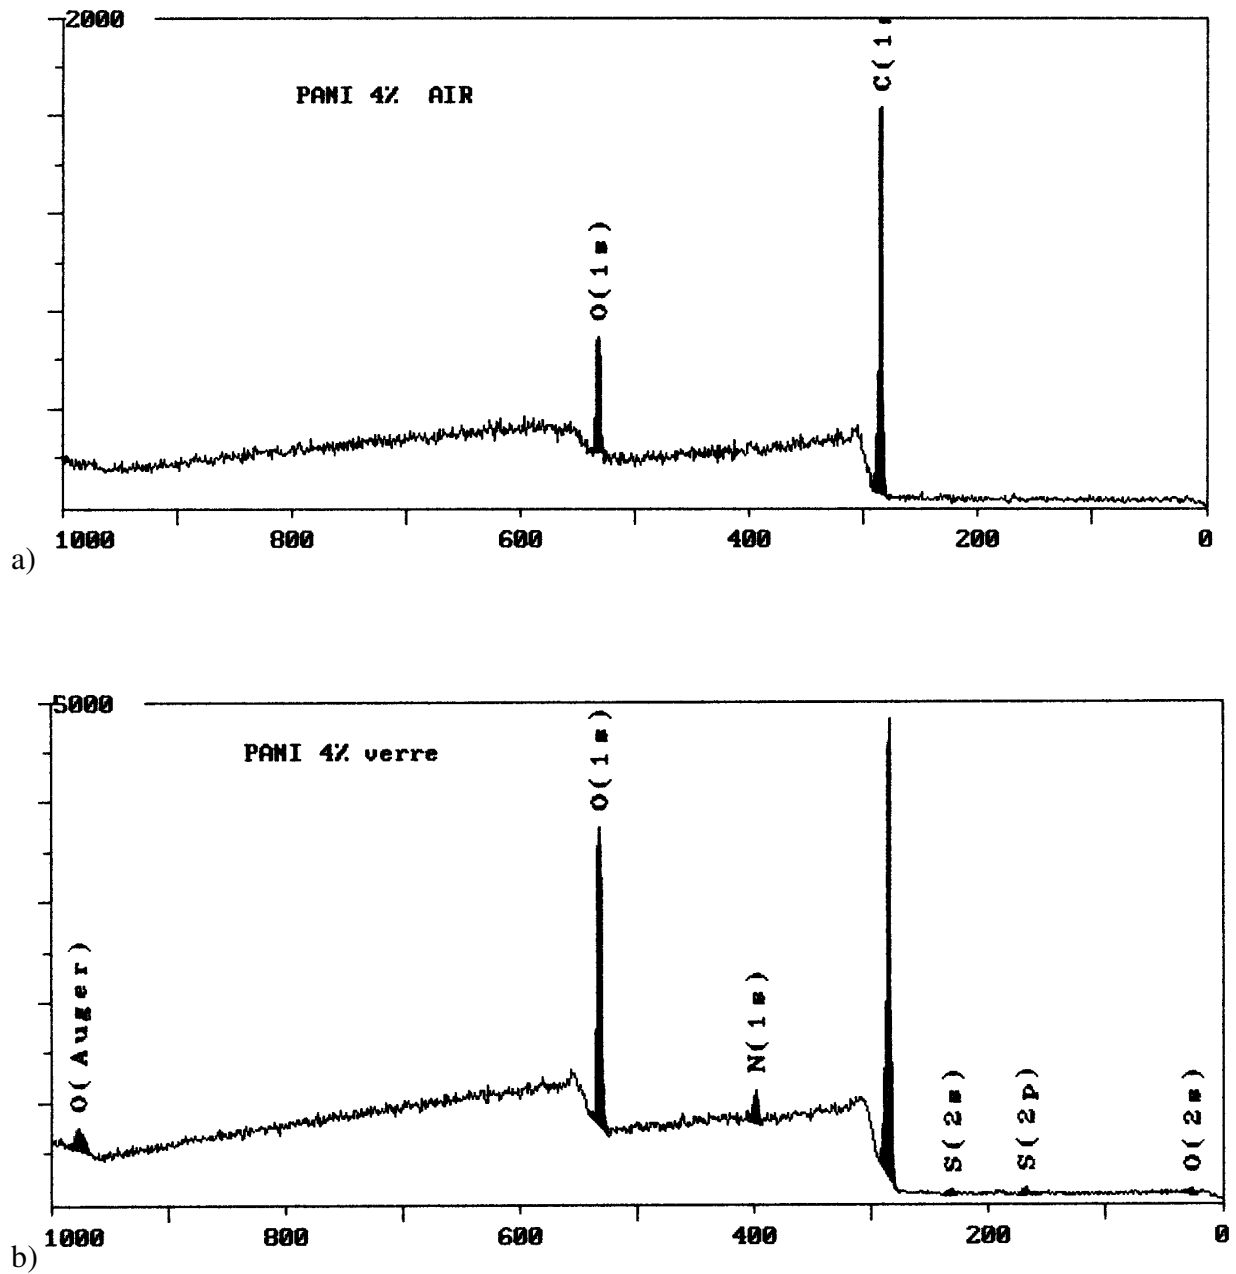 2000
C(1s
PANI 4% AIR
O(1s)
1000 800 600 400 200 0
a)
5000
O(1s)
PANI 4% verre
O(Auger)
N(1s)
S(2s)
S(2p)
O(2s)
1000 800 600 400 200 0
b)